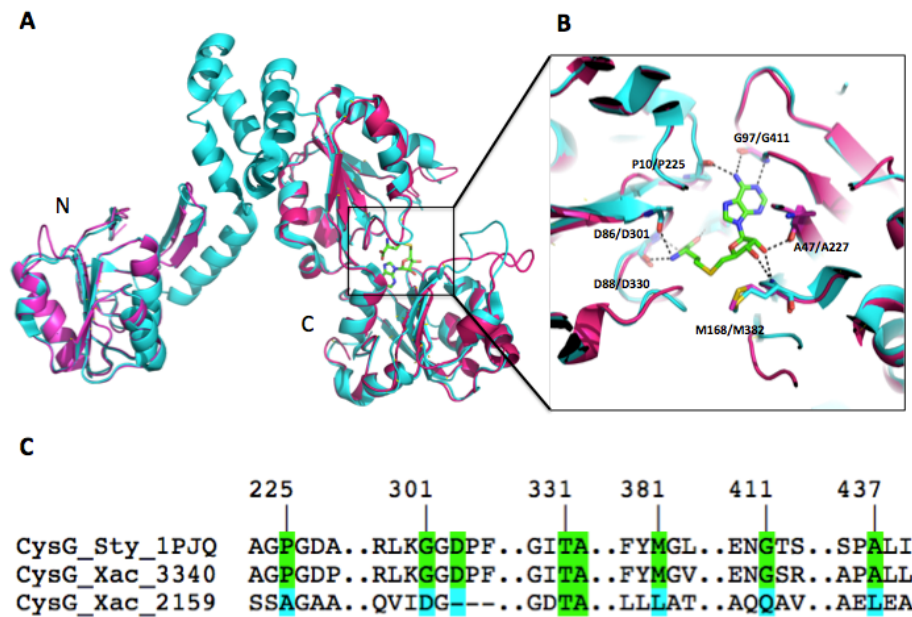 A
B
N
C
G97/G411
P10/P225
D86/D301
A47/A227
D88/D330
M168/M382
C
225 301 331 381 411 437
CysG_Sty_1PJQ AGPGDA..RLKGGDPF..GITA..FYMGL..ENGTS..SPALI
CysG_Xac_3340 AGPGDP..RLKGGDPF..GITA..FYMGV..ENGSR..APALL
CysG_Xac_2159 SSAGAA..QVIDG---..GDTA..LLLAT..AQQAV..AELEA